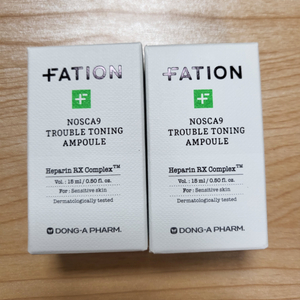 FATION
NOSCA9
TROUBLE TONING
AMPOULE
Heparin RX Complex™
Vol. : 15 ml / 0.50 fl. oz.
For : Sensitive skin
Dermatologically tested
DONG-A PHARM.
FATION
NOSCA9
TROUBLE TONING
AMPOULE
Heparin RX Complex™
Vol. : 15 ml / 0.50 fl. oz.
For : Sensitive skin
Dermatologically tested
DONG-A PHARM.